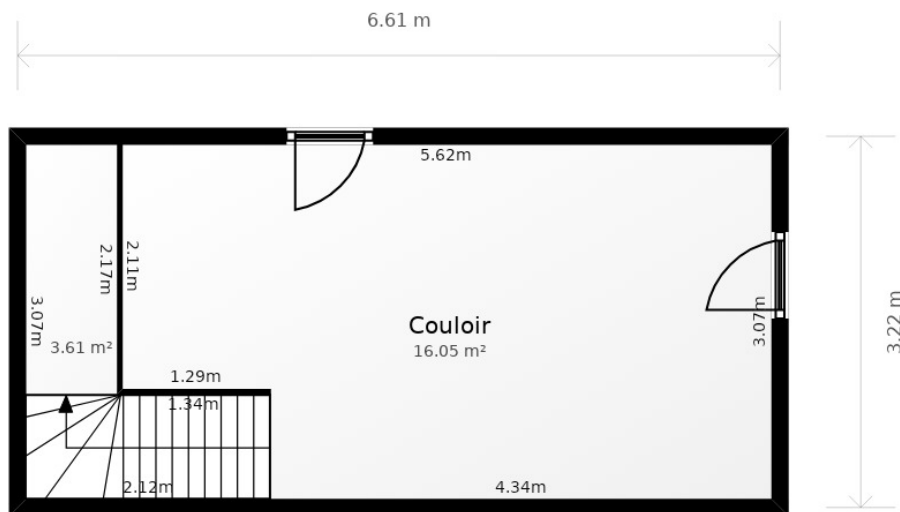 6.61 m
5.62m
2.17m
2.11m
3.07m
3.61 m²
Couloir
16.05 m²
3.07m
3.22 m
1.29m
1.34m
2.12m
4.34m